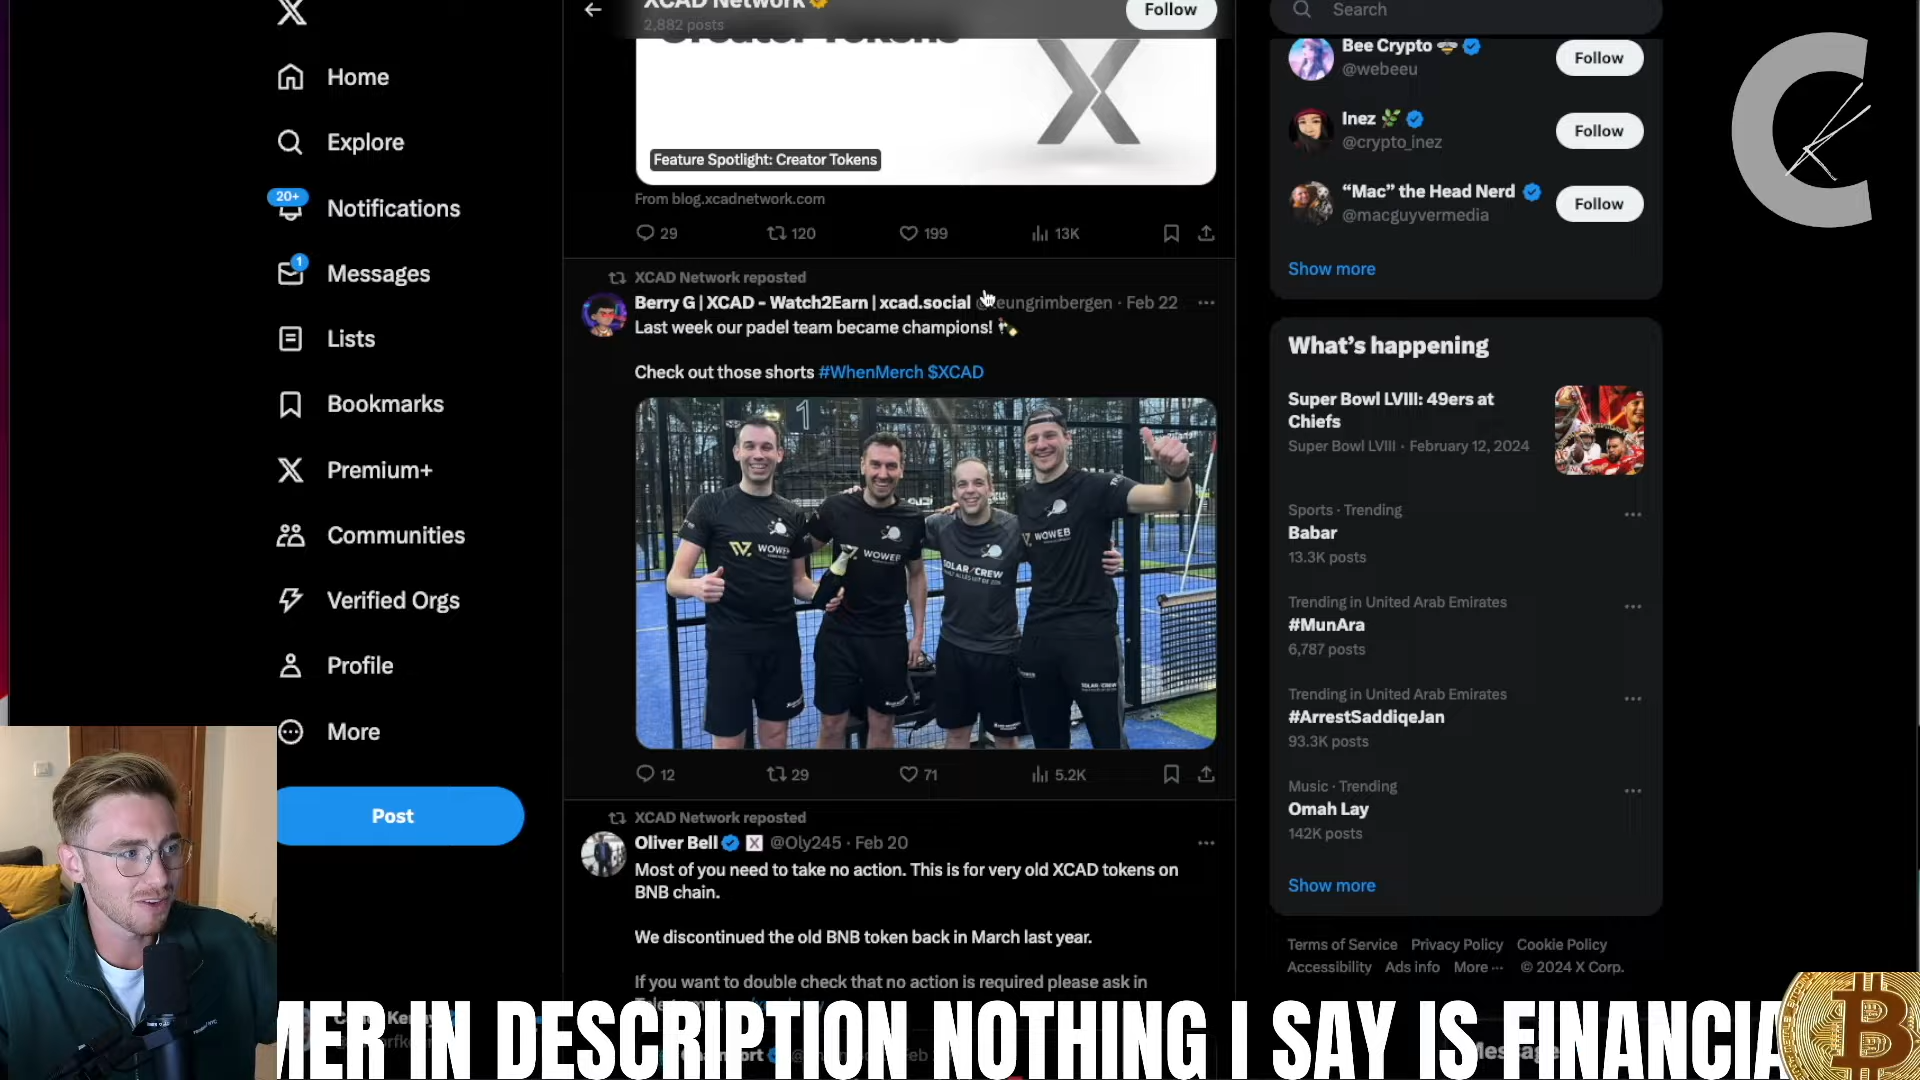 Home
Explore
20+
Notifications
1
Messages
Lists
Bookmarks
Premium+
Communities
Verified Orgs
Profile
More
Post
XCAD Network
2,882 posts
Follow
Creator Tokens
Feature Spotlight: Creator Tokens
From blog.xcadnetwork.com
29
120
199
13K
XCAD Network reposted
Berry G | XCAD - Watch2Earn | xcad.social
eungrimbergen · Feb 22
Last week our padel team became champions!
Check out those shorts #WhenMerch $XCAD
1
WOWEB
WOWEB
SOLAR/CREW
WOWEB
SOLAR/CREW
12
29
71
5.2K
XCAD Network reposted
Oliver Bell @Oly245 · Feb 20
Most of you need to take no action. This is for very old XCAD tokens on
BNB chain.
We discontinued the old BNB token back in March last year.
If you want to double check that no action is required please ask in
Search
Bee Crypto
@webeeu
Follow
Inez
@crypto_inez
Follow
“Mac” the Head Nerd
@macguyvermedia
Follow
Show more
What’s happening
Super Bowl LVIII: 49ers at
Chiefs
Super Bowl LVIII · February 12, 2024
Sports · Trending
Babar
13.3K posts
Trending in United Arab Emirates
#MunAra
6,787 posts
Trending in United Arab Emirates
#ArrestSaddiqeJan
93.3K posts
Music · Trending
Omah Lay
142K posts
Show more
Terms of Service Privacy Policy Cookie Policy
Accessibility Ads info More ··· © 2024 X Corp.
MER IN DESCRIPTION NOTHING I SAY IS FINANCIA